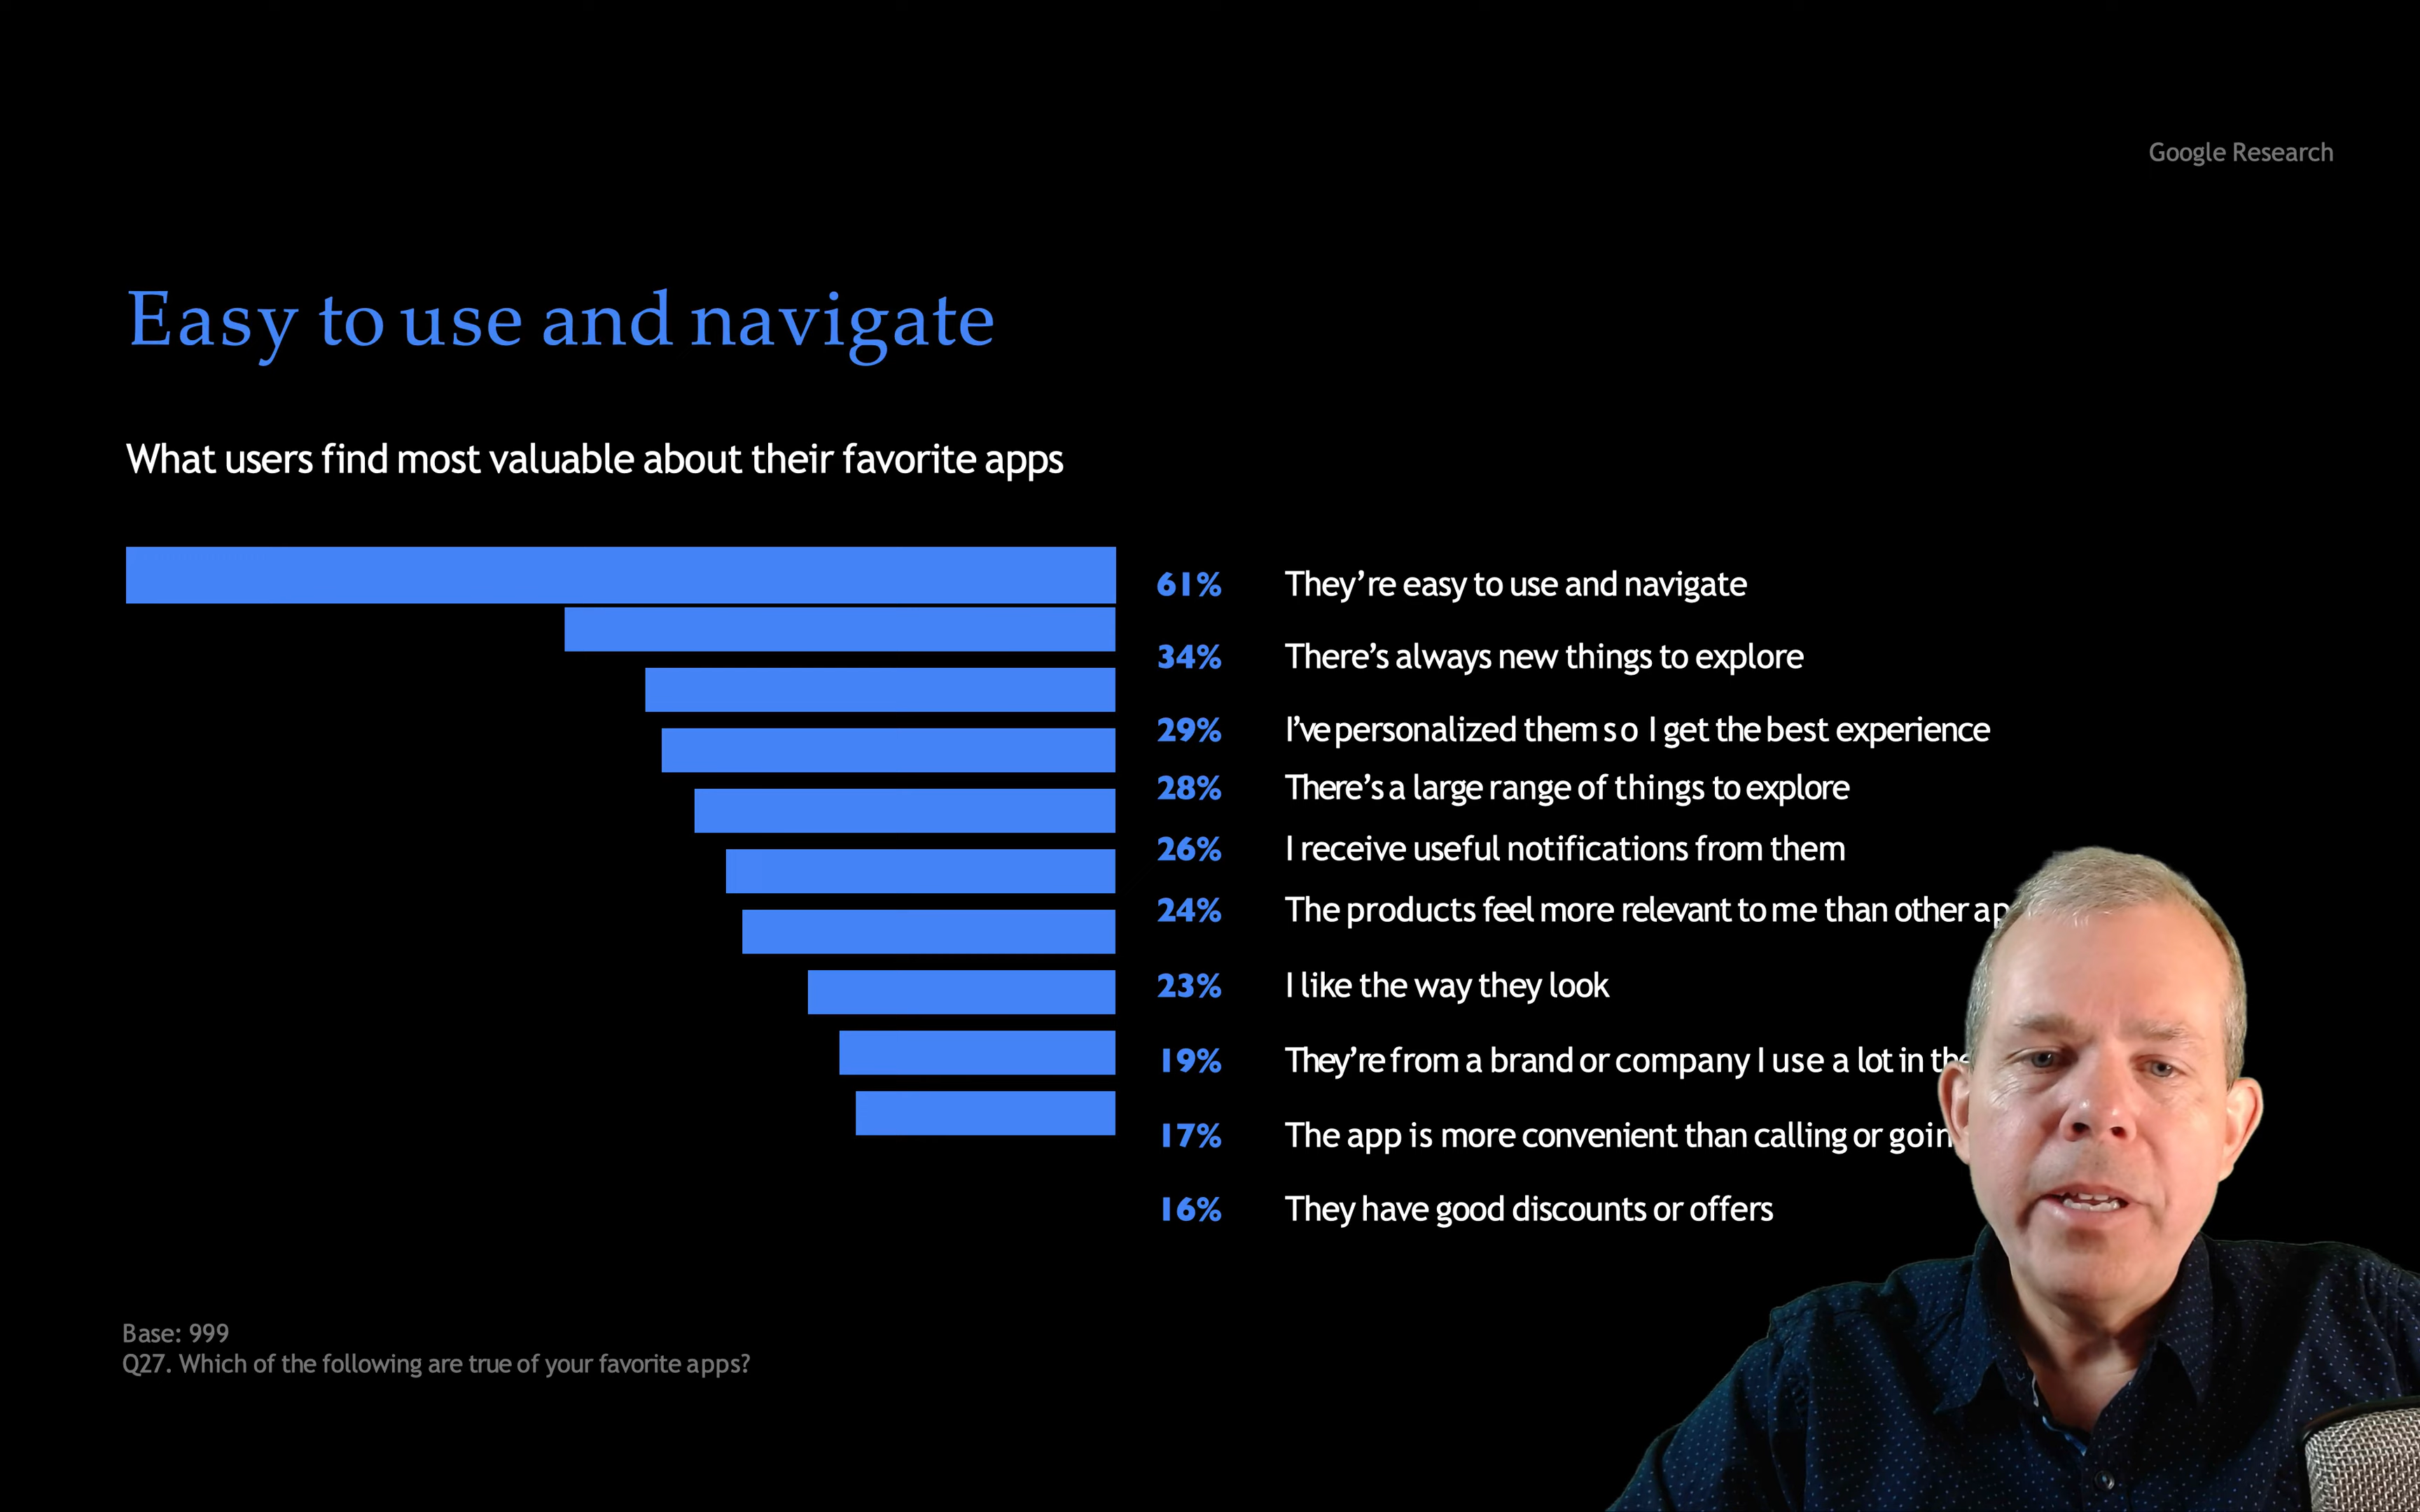 Google Research
Easy to use and navigate
What users find most valuable about their favorite apps
61% They're easy to use and navigate
34% There's always new things to explore
29% I've personalized them so I get the best experience
28% There's a large range of things to explore
26% I receive useful notifications from them
24% The products feel more relevant to me than other
23% I like the way they look
19% They're from a brand or company I use a lot in
17% The app is more convenient than calling or
16% They have good discounts or offers
Base: 999
Q27. Which of the following are true of your favorite apps?